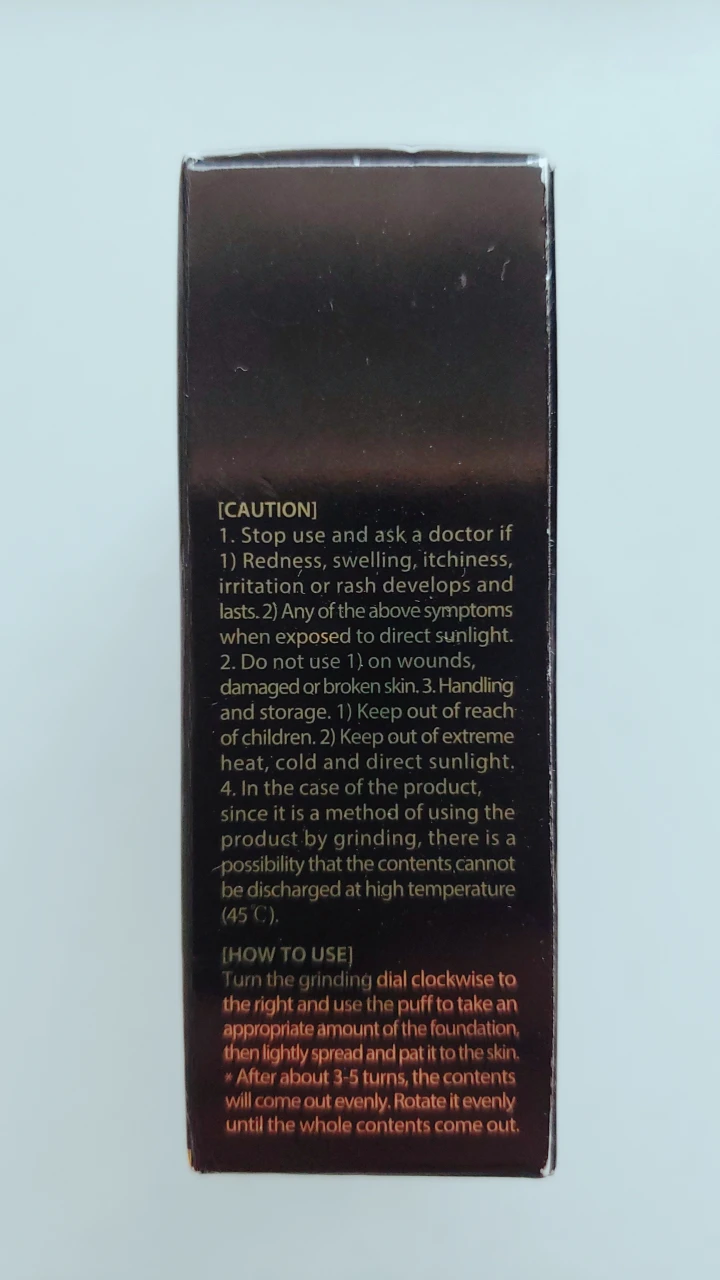 [CAUTION]
1. Stop use and ask a doctor if
1) Redness, swelling, itchiness,
irritation or rash develops and
lasts. 2) Any of the above symptoms
when exposed to direct sunlight.
2. Do not use 1) on wounds,
damaged or broken skin. 3. Handling
and storage. 1) Keep out of reach
of children. 2) Keep out of extreme
heat, cold and direct sunlight.
4. In the case of the product,
since it is a method of using the
product by grinding, there is a
possibility that the contents cannot
be discharged at high temperature
(45℃).
[HOW TO USE]
Turn the grinding dial clockwise to
the right and use the puff to take an
appropriate amount of the foundation,
then lightly spread and pat it to the skin.
* After about 3-5 turns, the contents
will come out evenly. Rotate it evenly
until the whole contents come out.